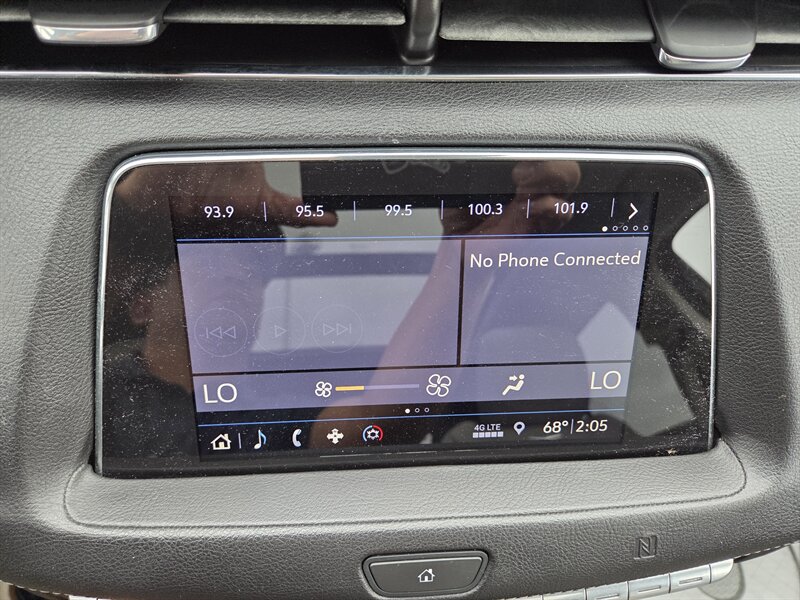 93.9 | 95.5 | 99.5 | 100.3 | 101.9 |
No Phone Connected
LO LO
4G LTE 68° | 2:05